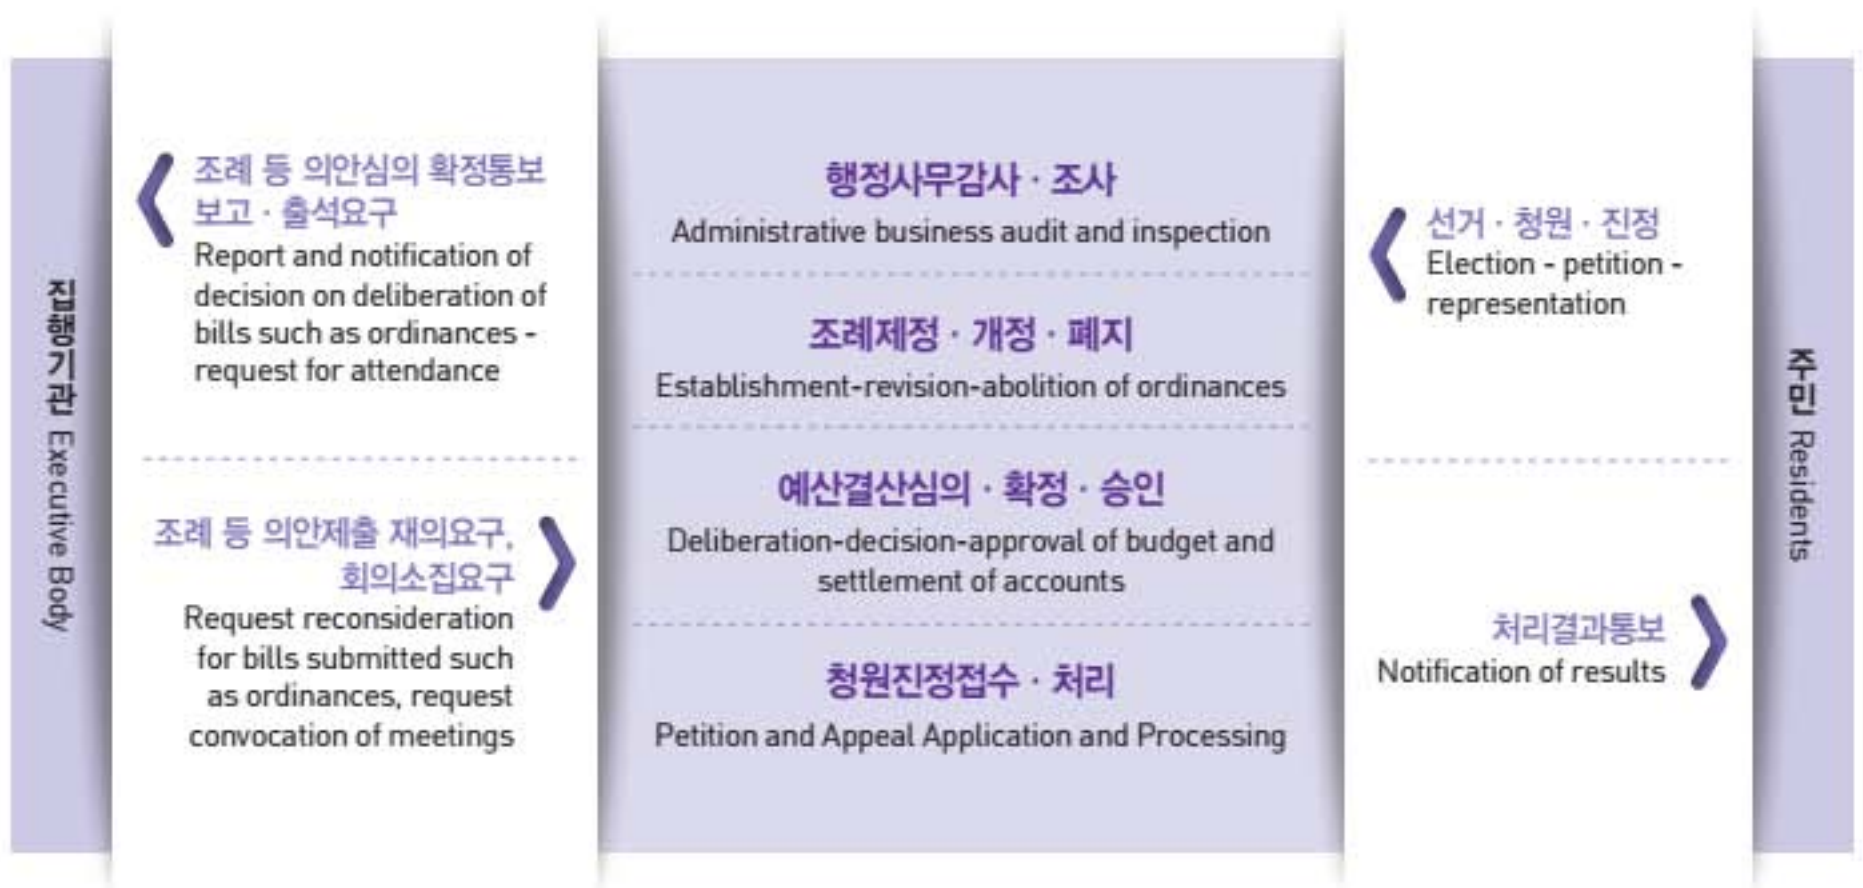 집행기관 Executive Body
조례 등 의안심의 확정통보
보고 · 출석요구
Report and notification of
decision on deliberation of
bills such as ordinances -
request for attendance
조례 등 의안제출 재의요구,
회의소집요구
Request reconsideration
for bills submitted such
as ordinances, request
convocation of meetings
행정사무감사 · 조사
Administrative business audit and inspection
조례제정 · 개정 · 폐지
Establishment-revision-abolition of ordinances
예산결산심의 · 확정 · 승인
Deliberation-decision-approval of budget and
settlement of accounts
청원진정접수 · 처리
Petition and Appeal Application and Processing
선거 · 청원 · 진정
Election - petition -
representation
처리결과통보
Notification of results
주민 Residents